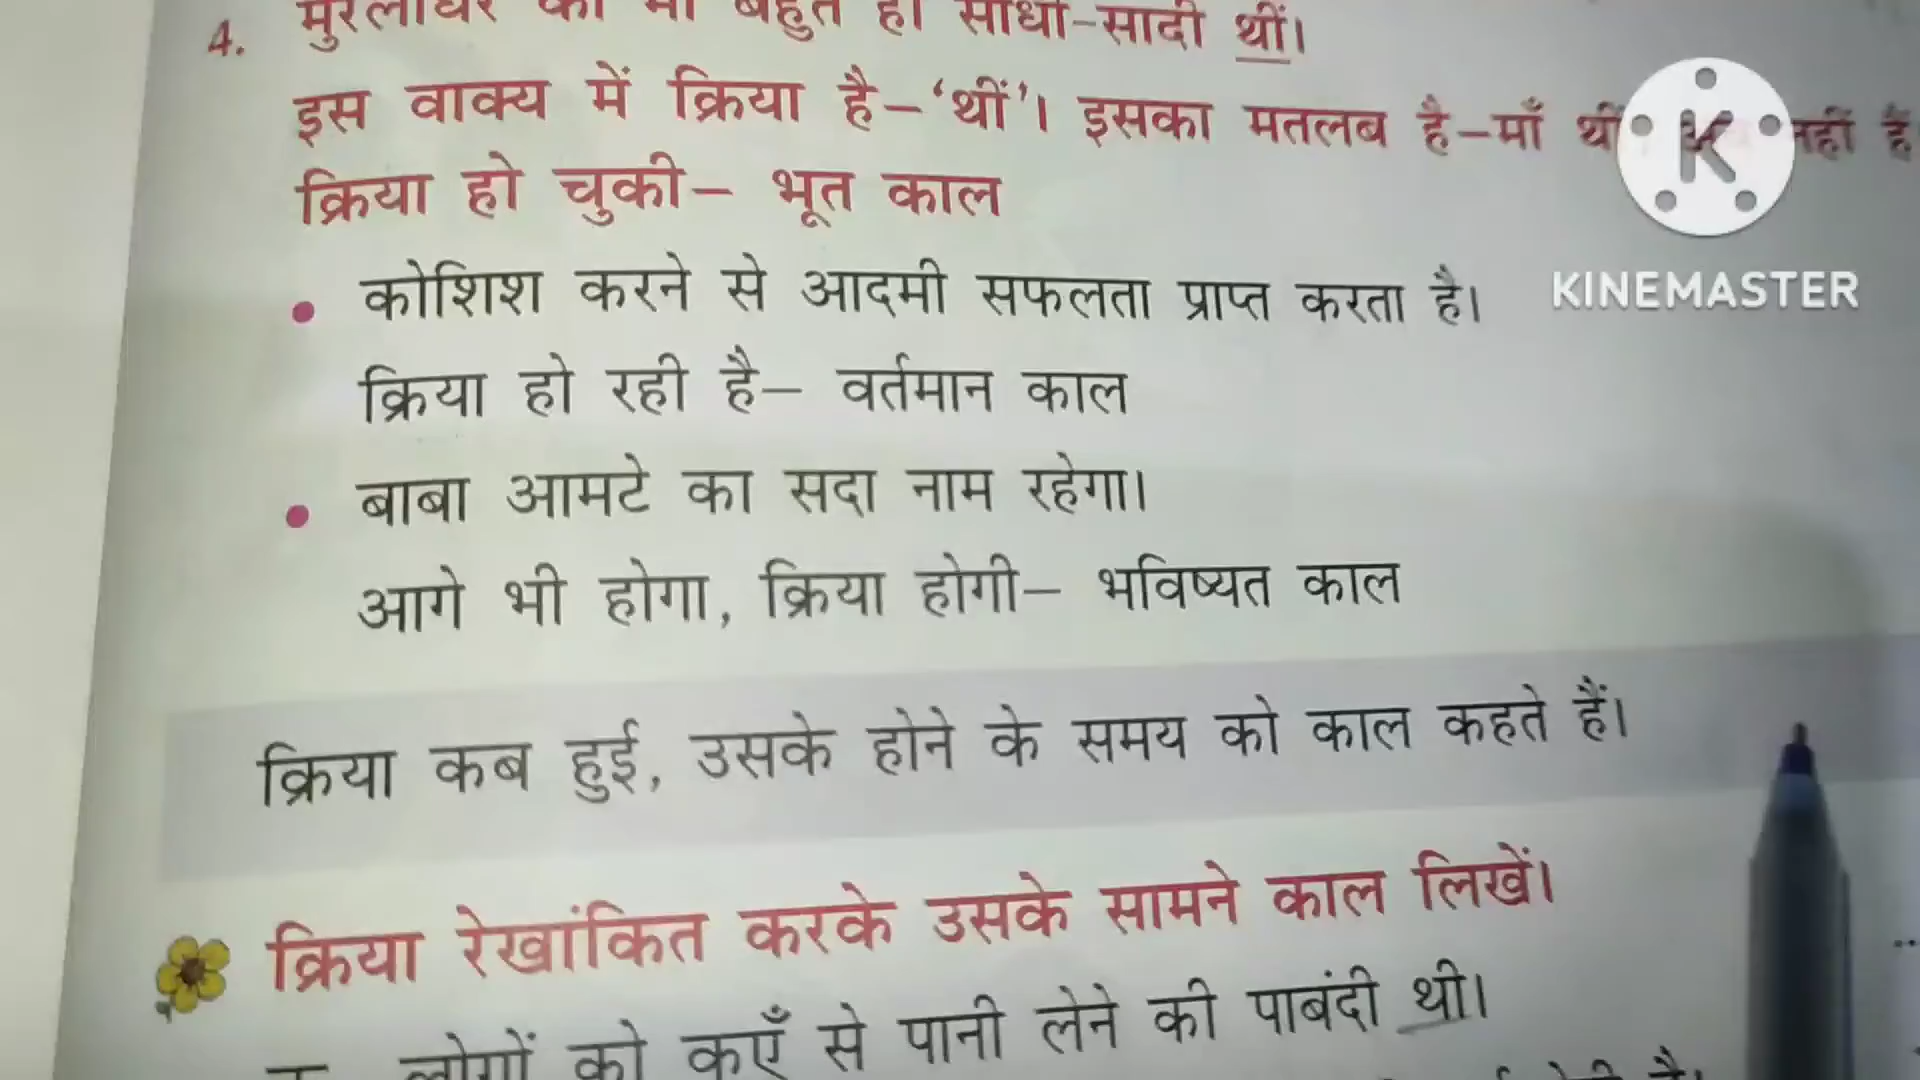 4. मुरलीधर की माँ बहुत ही सीधी-सादी थीं।
इस वाक्य में क्रिया है–‘थीं’। इसका मतलब है–माँ थीं नहीं हैं
क्रिया हो चुकी– भूत काल
• कोशिश करने से आदमी सफलता प्राप्त करता है।
क्रिया हो रही है– वर्तमान काल
• बाबा आमटे का सदा नाम रहेगा।
आगे भी होगा, क्रिया होगी– भविष्यत काल
क्रिया कब हुई, उसके होने के समय को काल कहते हैं।
क्रिया रेखांकित करके उसके सामने काल लिखें।
लोगों को कुएँ से पानी लेने की पाबंदी थी।
K
KINEMASTER